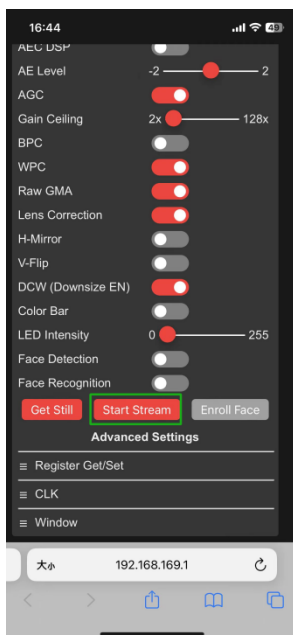 16:44
49
AEC DSP
AE Level -2 2
AGC
Gain Ceiling 2x 128x
BPC
WPC
Raw GMA
Lens Correction
H-Mirror
V-Flip
DCW (Downsize EN)
Color Bar
LED Intensity 0 255
Face Detection
Face Recognition
Get Still Start Stream Enroll Face
Advanced Settings
≡ Register Get/Set
≡ CLK
≡ Window
大小 192.168.169.1